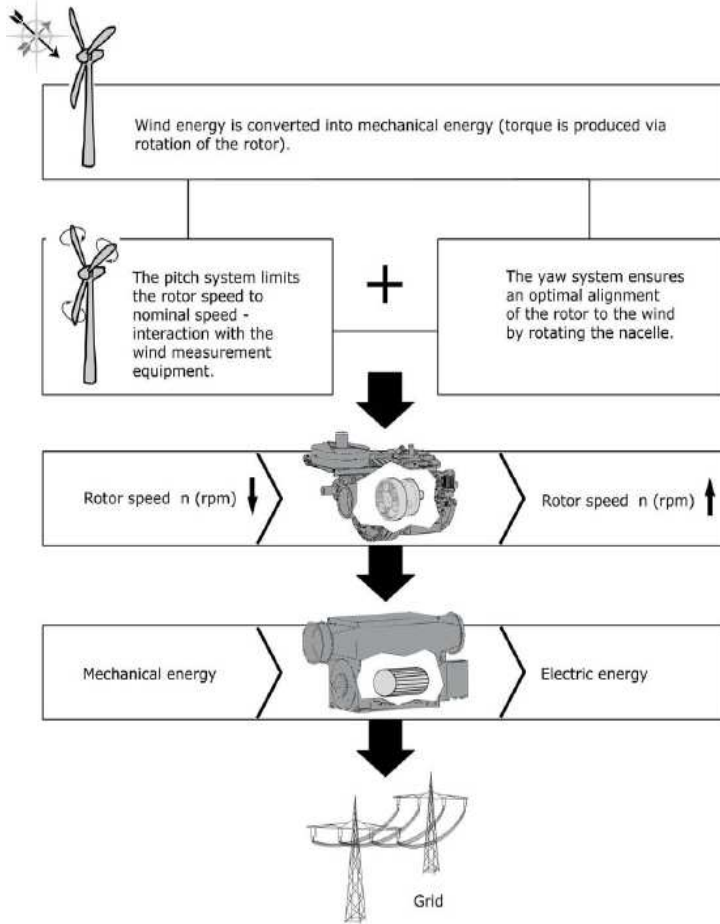 Wind energy is converted into mechanical energy (torque is produced via
rotation of the rotor).
The pitch system limits
the rotor speed to
nominal speed -
interaction with the
wind measurement
equipment.
+
The yaw system ensures
an optimal alignment
of the rotor to the wind
by rotating the nacelle.
Rotor speed n (rpm)
Rotor speed n (rpm)
Mechanical energy
Electric energy
Grid